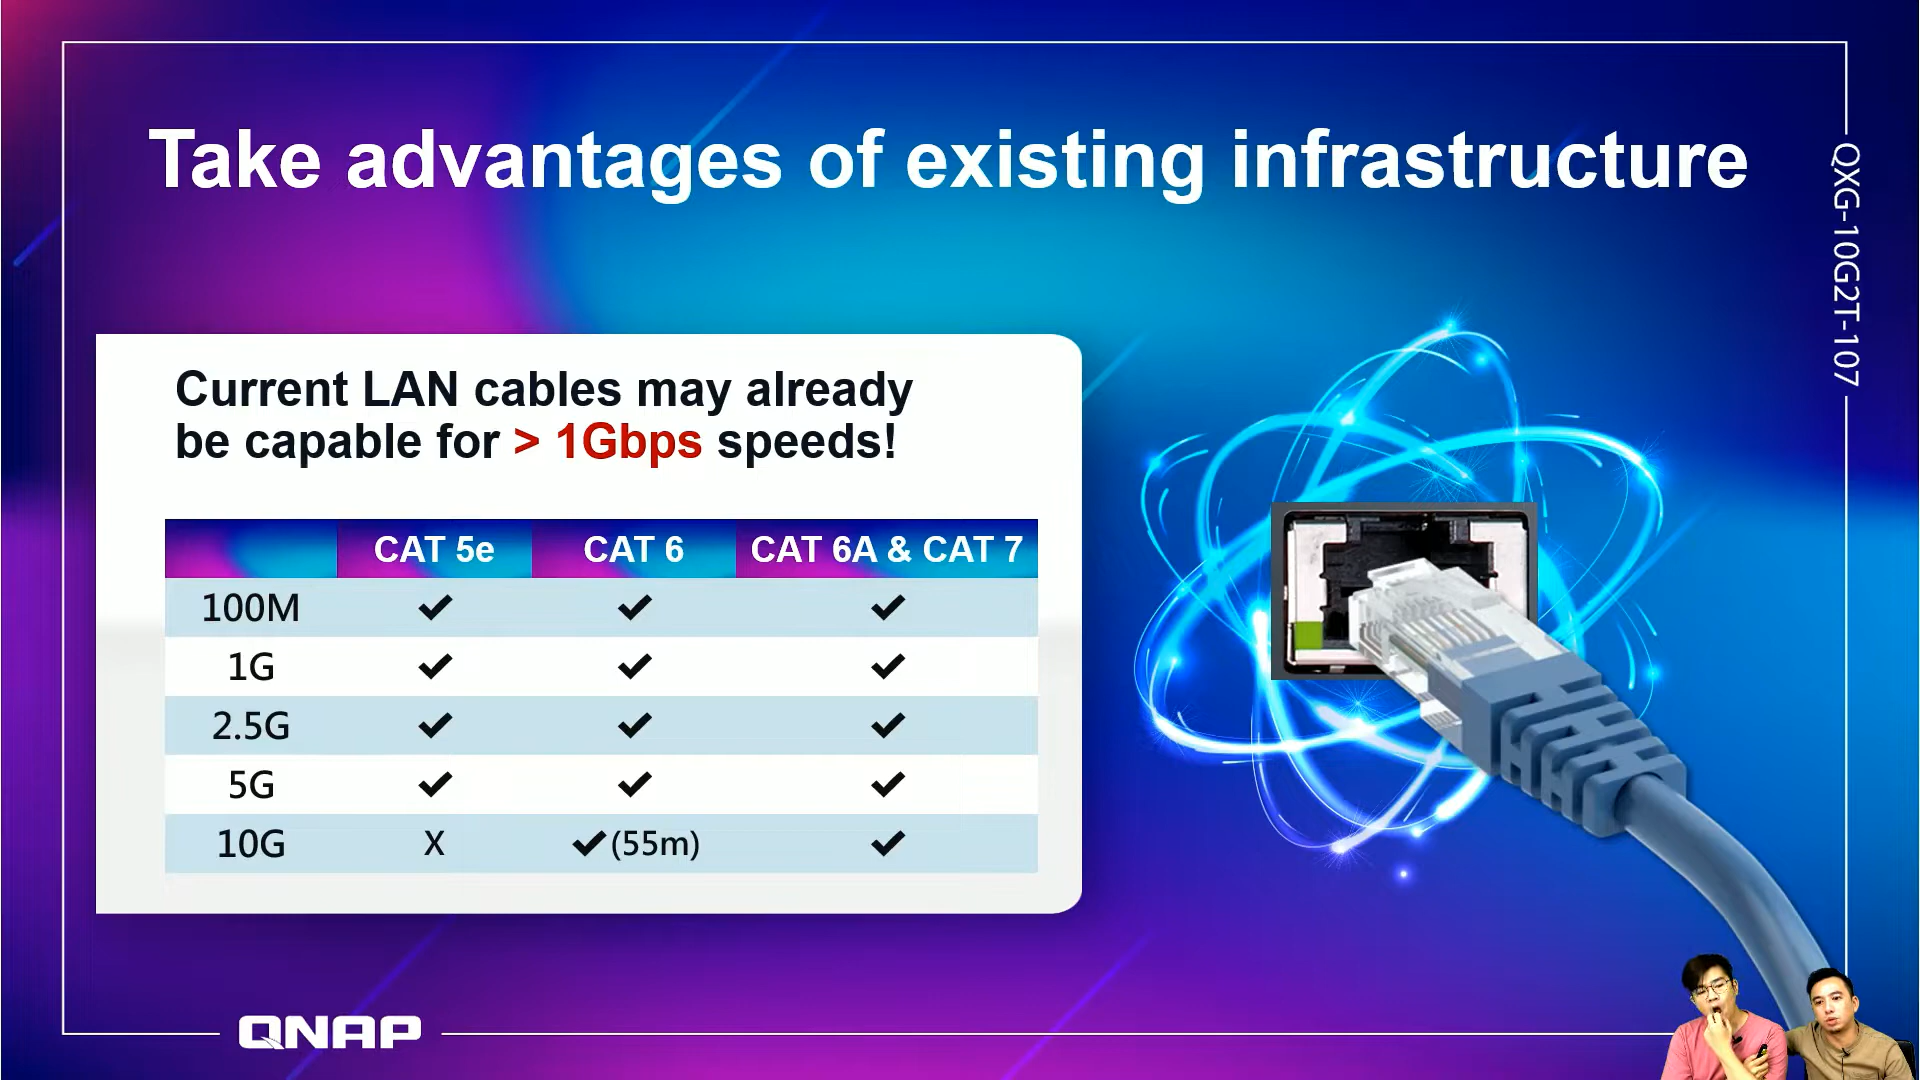 Take advantages of existing infrastructure
QXG-10G2T-107
Current LAN cables may already
be capable for > 1Gbps speeds!
CAT 5e CAT 6 CAT 6A & CAT 7
100M ✔ ✔ ✔
1G ✔ ✔ ✔
2.5G ✔ ✔ ✔
5G ✔ ✔ ✔
10G X ✔(55m) ✔
QNAP